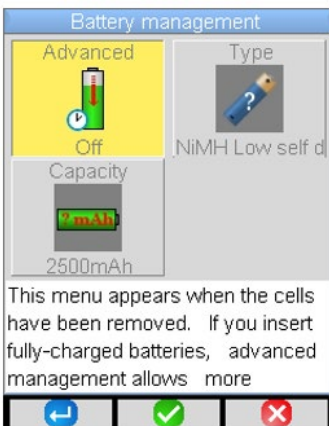 Battery management
Advanced
Off
Type
?
NiMH Low self d
Capacity
? mAh
2500mAh
This menu appears when the cells
have been removed. If you insert
fully-charged batteries, advanced
management allows more